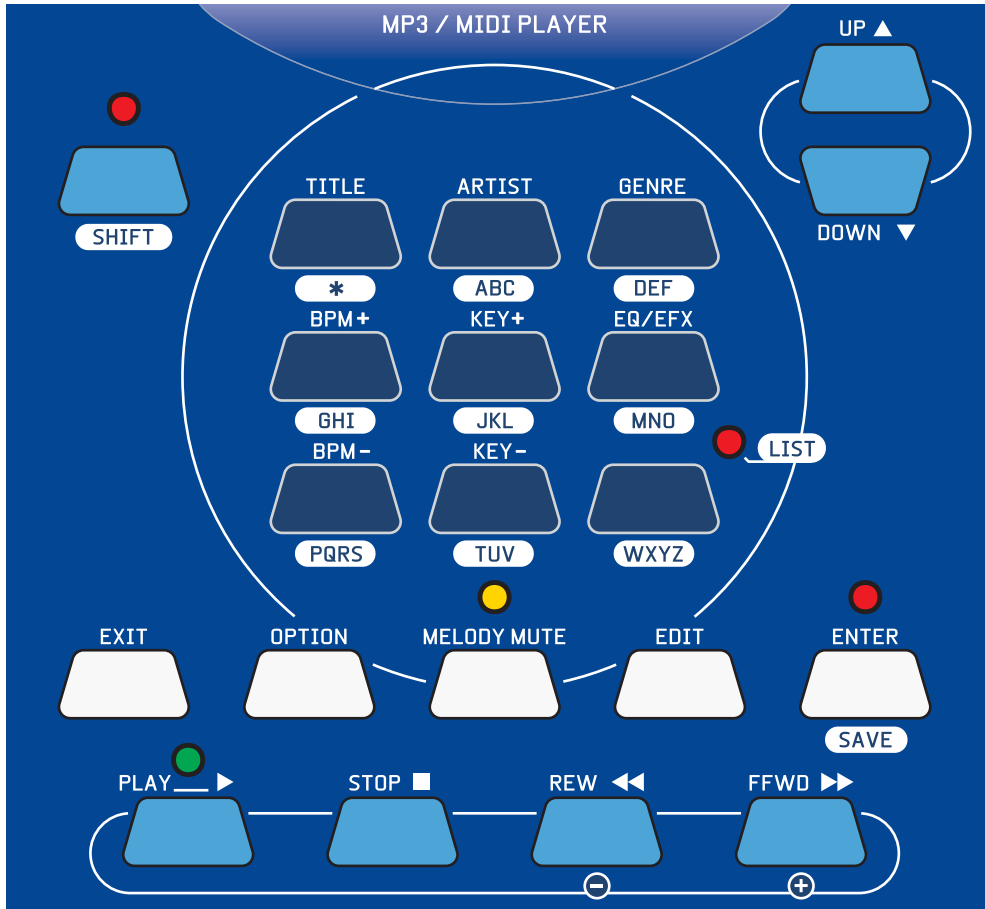 MP3 / MIDI PLAYER
UP ▲
SHIFT
DOWN ▼
TITLE ARTIST GENRE
* ABC DEF
BPM+ KEY+ EQ/EFX
GHI JKL MNO
LIST
BPM- KEY-
PQRS TUV WXYZ
EXIT OPTION MELODY MUTE EDIT ENTER
SAVE
PLAY ▶ STOP ■ REW ◀◀ FFWD ▶▶
- +